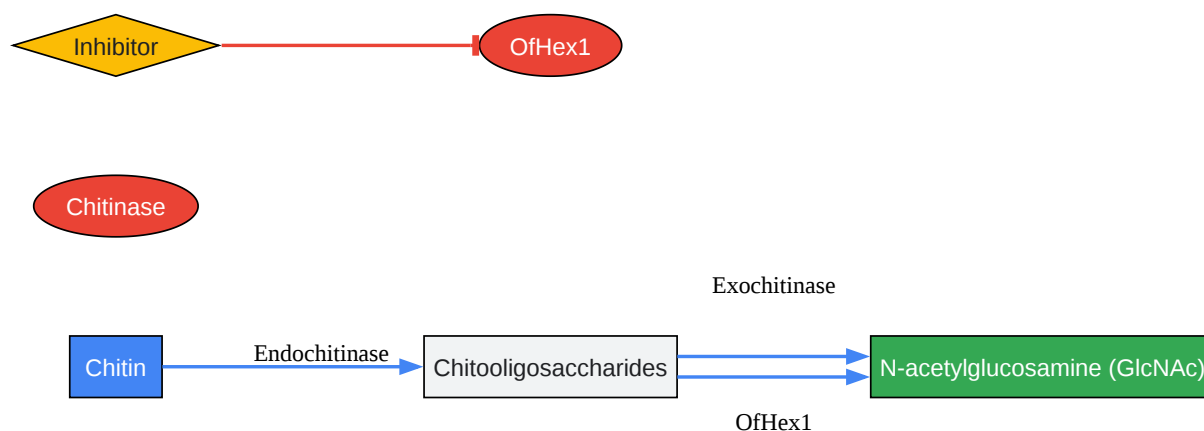 Inhibitor
OfHex1
Chitinase
Exochitinase
Chitin
Endochitinase
Chitooligosaccharides
N-acetylglucosamine (GlcNAc)
OfHex1